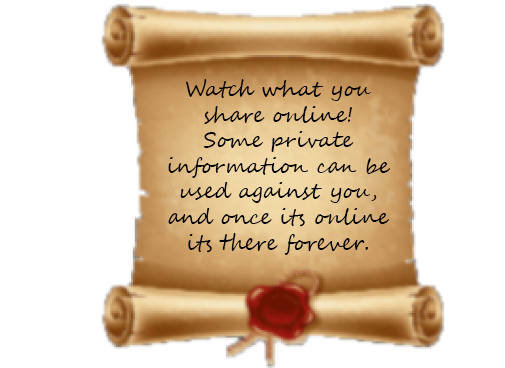 Watch what you
share online!
Some private
information can be
used against you,
and once its online
its there forever.